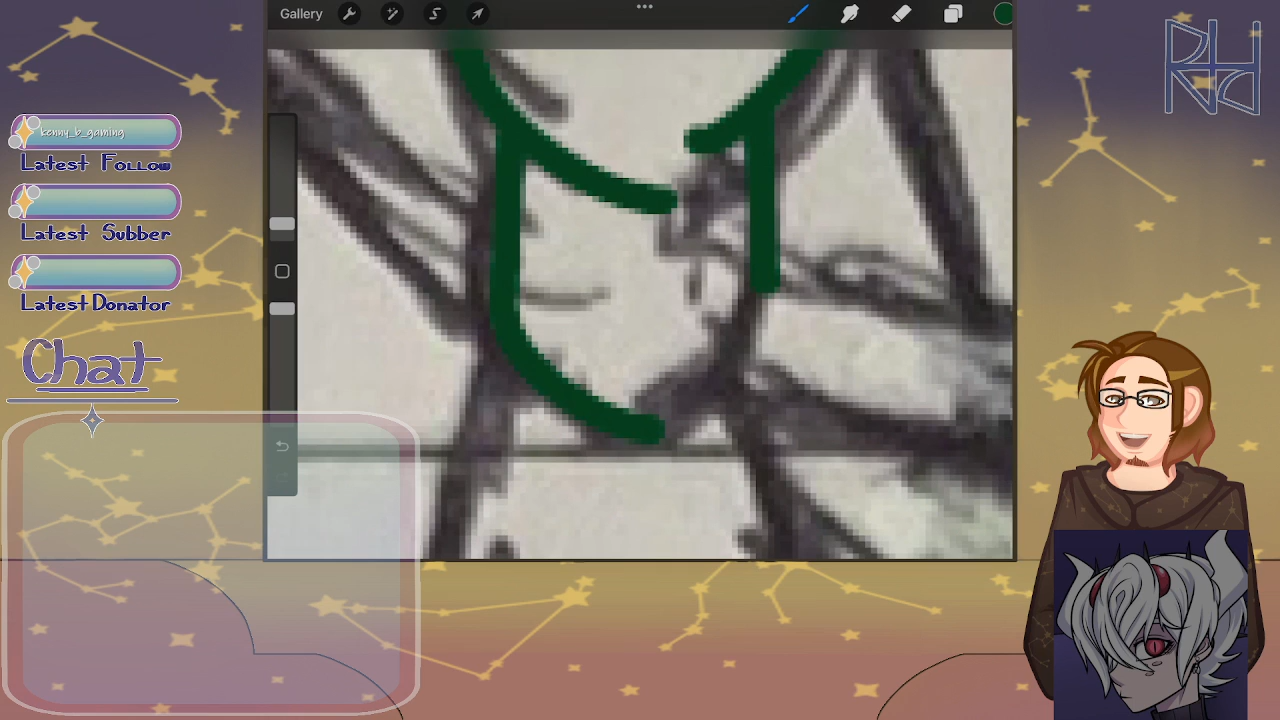 Gallery
kenny_b_gaming
Latest Follow
Latest Subber
Latest Donator
Chat